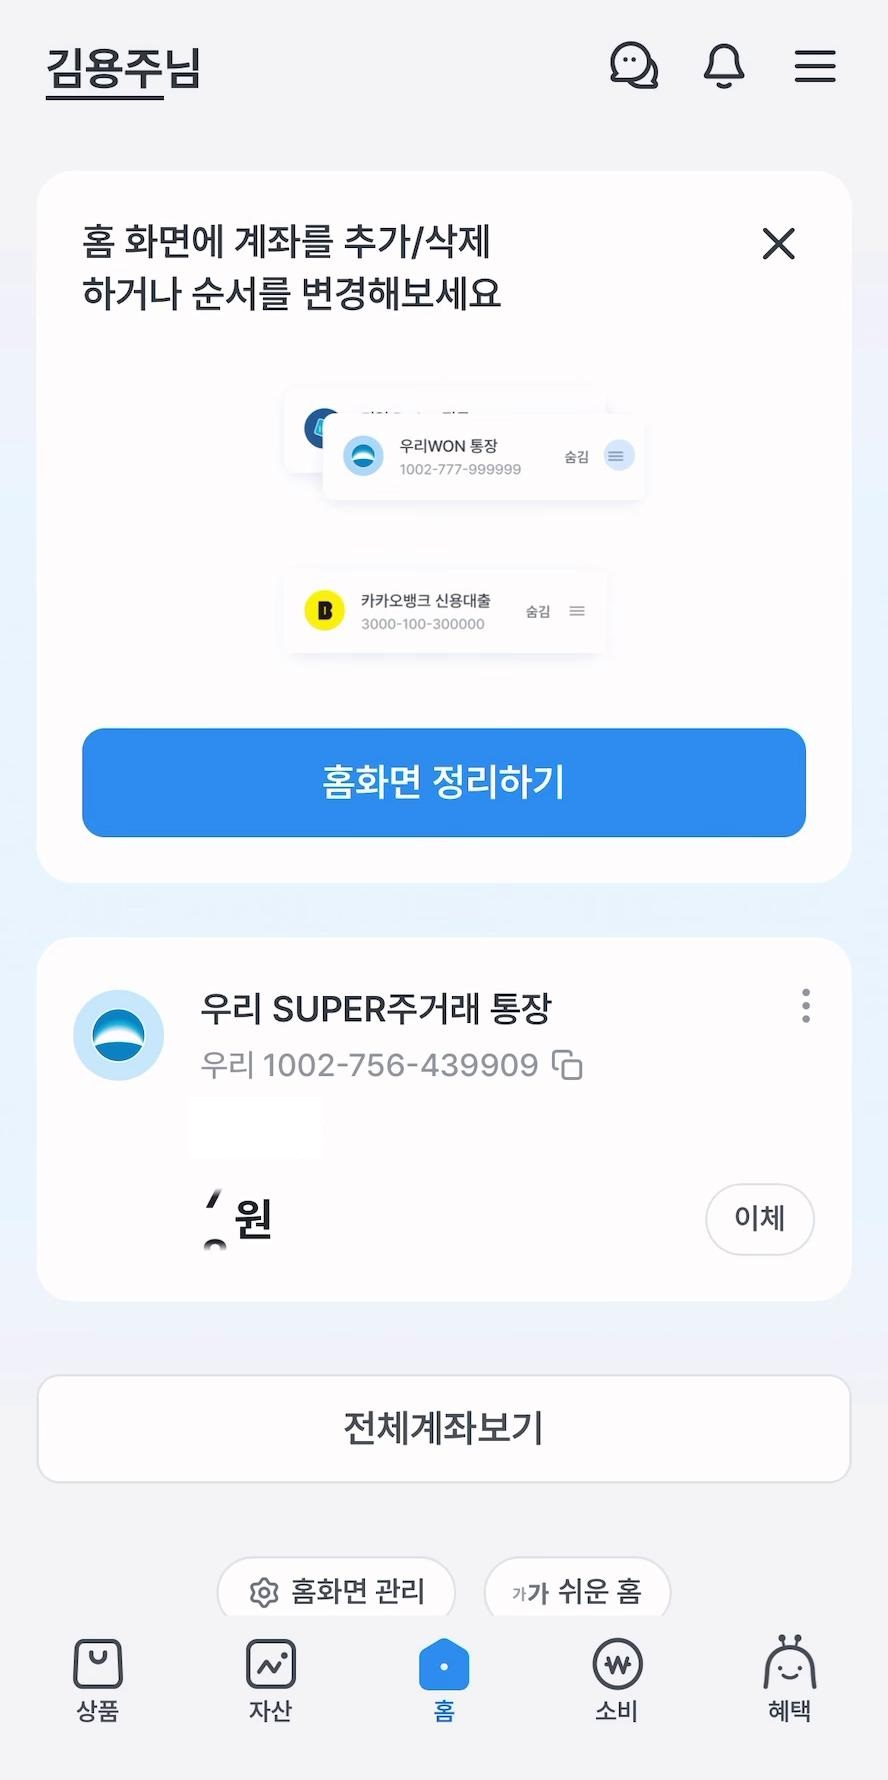 김용주님
홈 화면에 계좌를 추가/삭제
하거나 순서를 변경해보세요
우리WON 통장
1002-777-999999
숨김
카카오뱅크 신용대출
3000-100-300000
숨김
홈화면 정리하기
우리 SUPER주거래 통장
우리 1002-756-439909
원
이체
전체계좌보기
홈화면 관리
가가 쉬운 홈
상품
자산
홈
소비
혜택